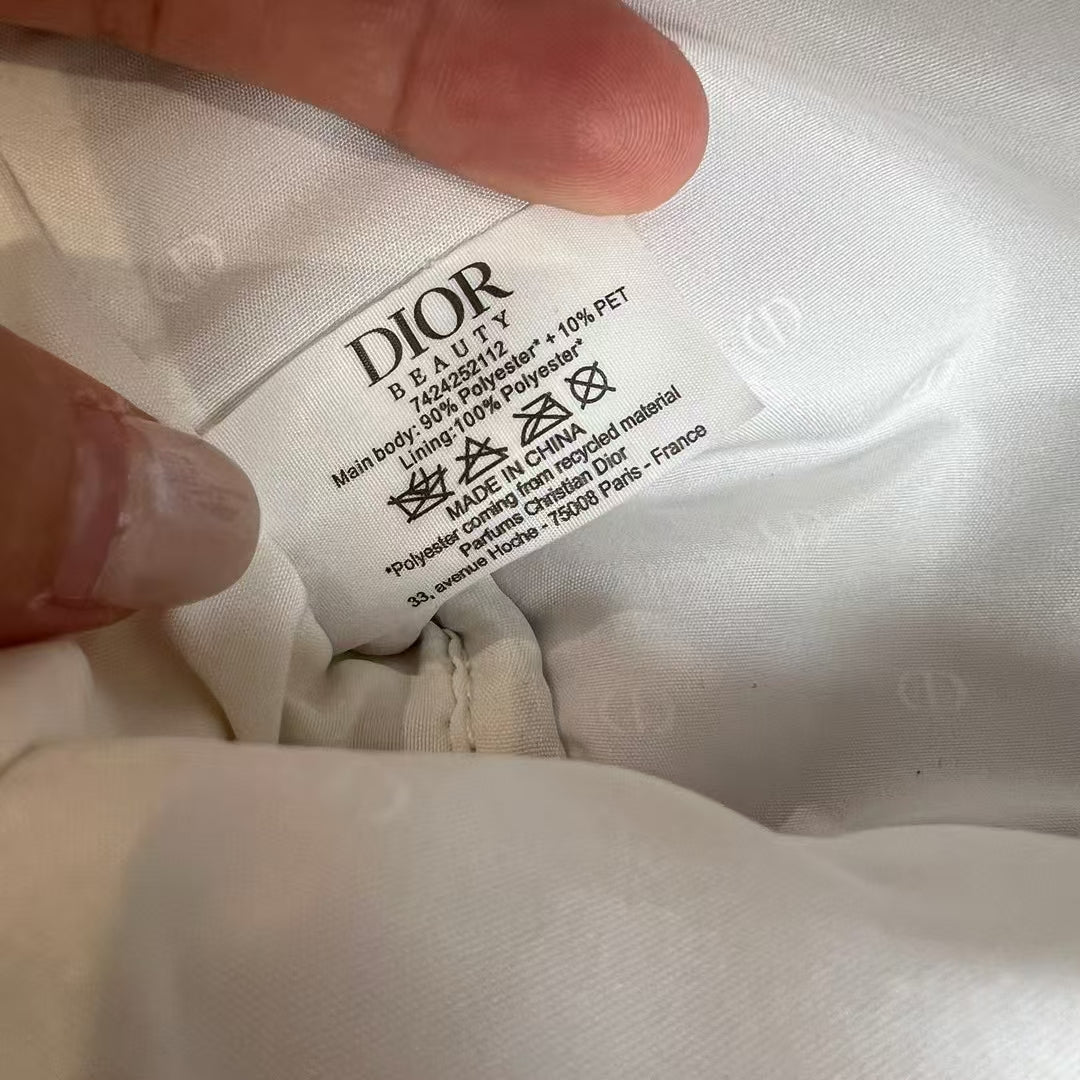 DIOR
BEAUTY
7424252112
Main body: 90% Polyester* + 10% PET
Lining:100% Polyester*
MADE IN CHINA
*Polyester coming from recycled material
Parfums Christian Dior
33, avenue Hoche - 75008 Paris - France